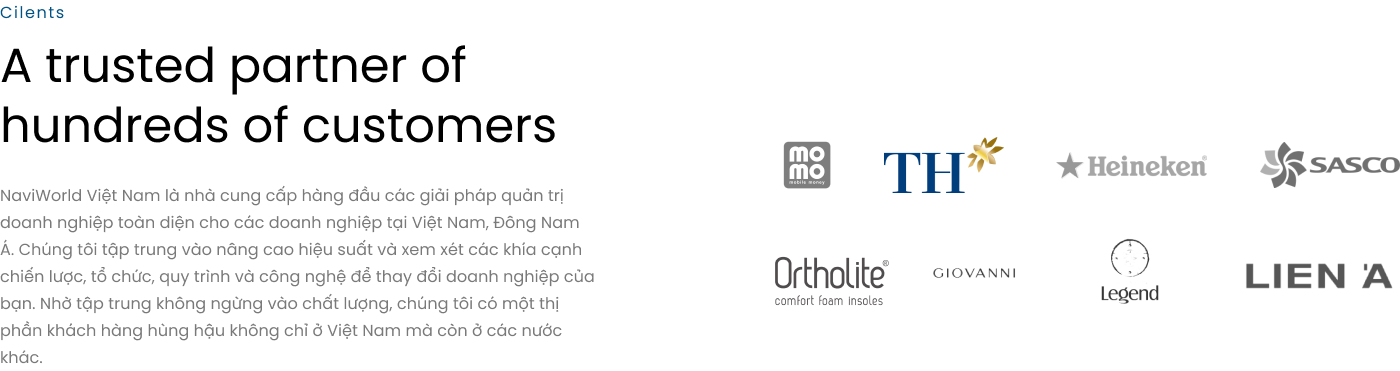 Cilents
A trusted partner of
hundreds of customers
NaviWorld Việt Nam là nhà cung cấp hàng đầu các giải pháp quản trị
doanh nghiệp toàn diện cho các doanh nghiệp tại Việt Nam, Đông Nam
Á. Chúng tôi tập trung vào nâng cao hiệu suất và xem xét các khía cạnh
chiến lược, tổ chức, quy trình và công nghệ để thay đổi doanh nghiệp của
bạn. Nhờ tập trung không ngừng vào chất lượng, chúng tôi có một thị
phần khách hàng hùng hậu không chỉ ở Việt Nam mà còn ở các nước
khác.
mo
mo
mobile money
TH
Heineken®
SASCO
Ortholite®
comfort foam insoles
GIOVANNI
Legend
LIEN 'A